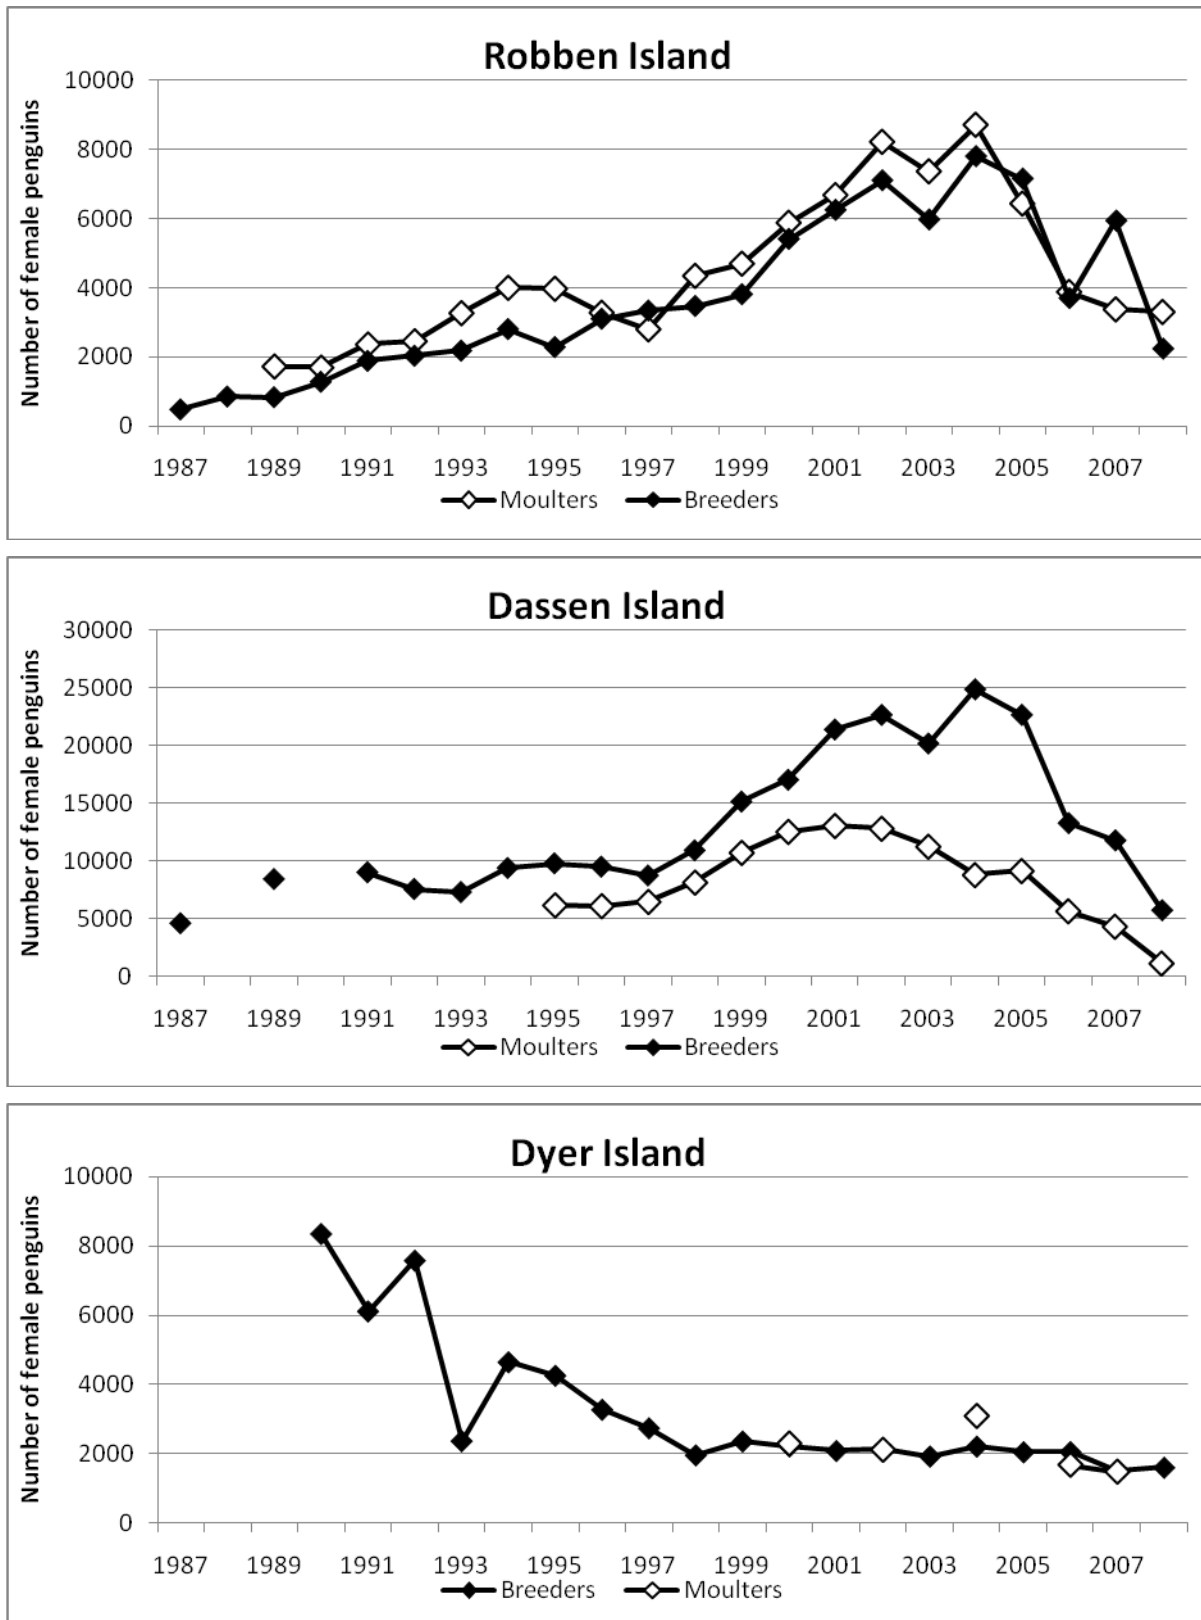 Robben Island
Number of female penguins
10000
8000
6000
4000
2000
0
1987 1989 1991 1993 1995 1997 1999 2001 2003 2005 2007
Moulters Breeders
Dassen Island
Number of female penguins
30000
25000
20000
15000
10000
5000
0
1987 1989 1991 1993 1995 1997 1999 2001 2003 2005 2007
Moulters Breeders
Dyer Island
Number of female penguins
10000
8000
6000
4000
2000
0
1987 1989 1991 1993 1995 1997 1999 2001 2003 2005 2007
Breeders Moulters